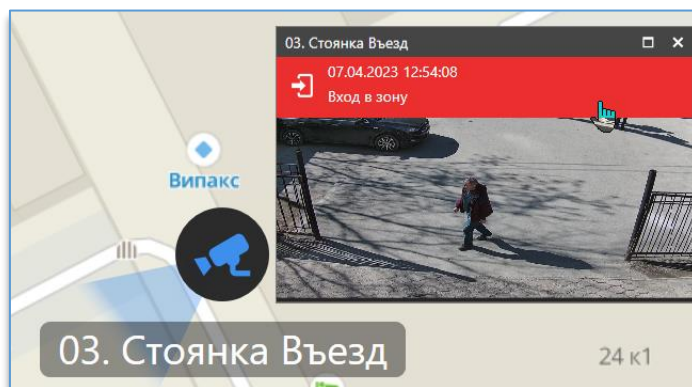 03. Стоянка Въезд
07.04.2023 12:54:08
Вход в зону
Випакс
03. Стоянка Въезд
24 к1